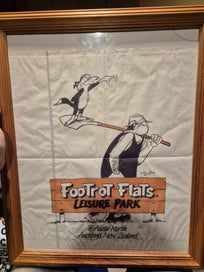 Footrot Flats
LEISURE PARK
Te Atatu North
Auckland, New Zealand